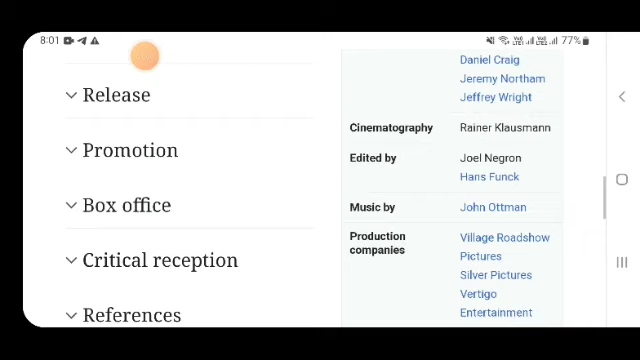 8:01 77%
Release
Promotion
Box office
Critical reception
References
Daniel Craig
Jeremy Northam
Jeffrey Wright
Cinematography Rainer Klausmann
Edited by Joel Negron
Hans Funck
Music by John Ottman
Production companies Village Roadshow
Pictures
Silver Pictures
Vertigo
Entertainment